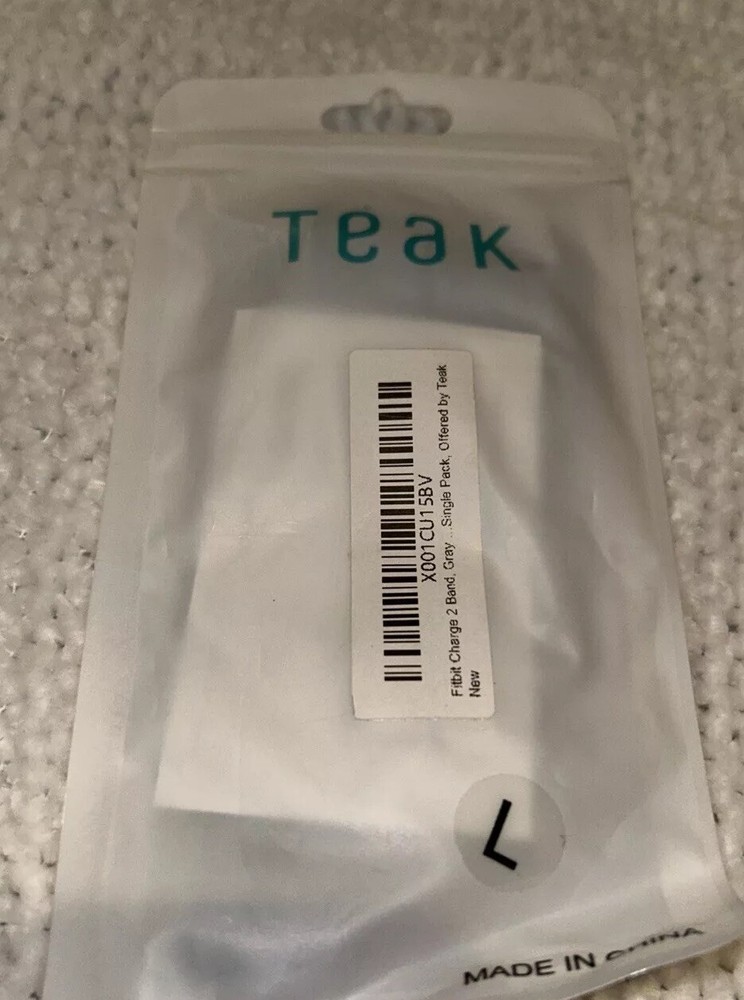 Teak
X001CU15BV
Fitbit Charge 2 Band, Gray ...Single Pack, Offered by Teak
New
L
MADE IN CHINA